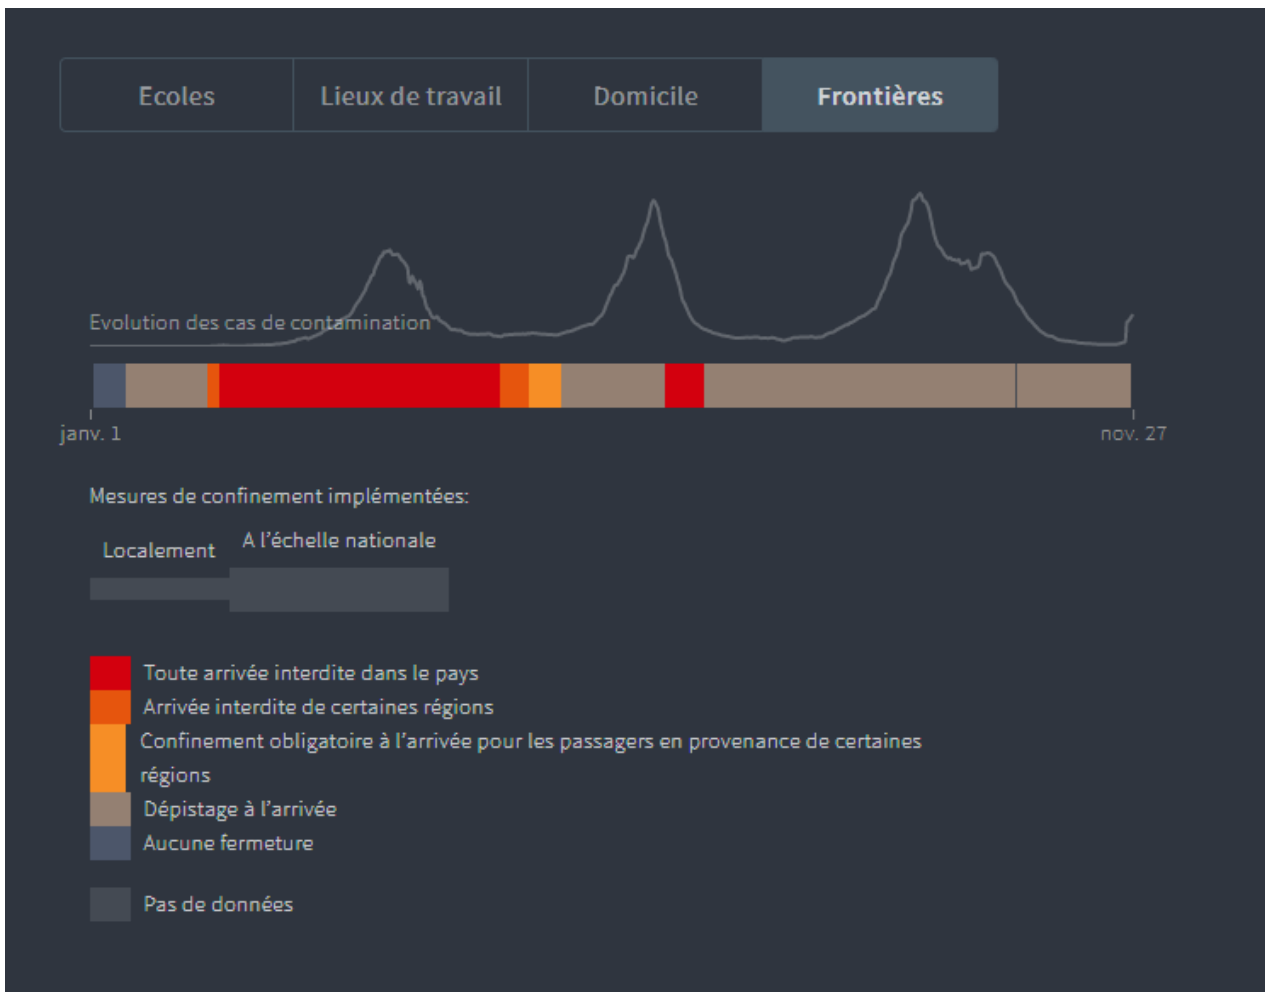 Ecoles
Lieux de travail
Domicile
Frontières
Evolution des cas de contamination
janv. 1
nov. 27
Mesures de confinement implémentées:
Localement
A l'échelle nationale
Toute arrivée interdite dans le pays
Arrivée interdite de certaines régions
Confinement obligatoire à l'arrivée pour les passagers en provenance de certaines
régions
Dépistage à l'arrivée
Aucune fermeture
Pas de données